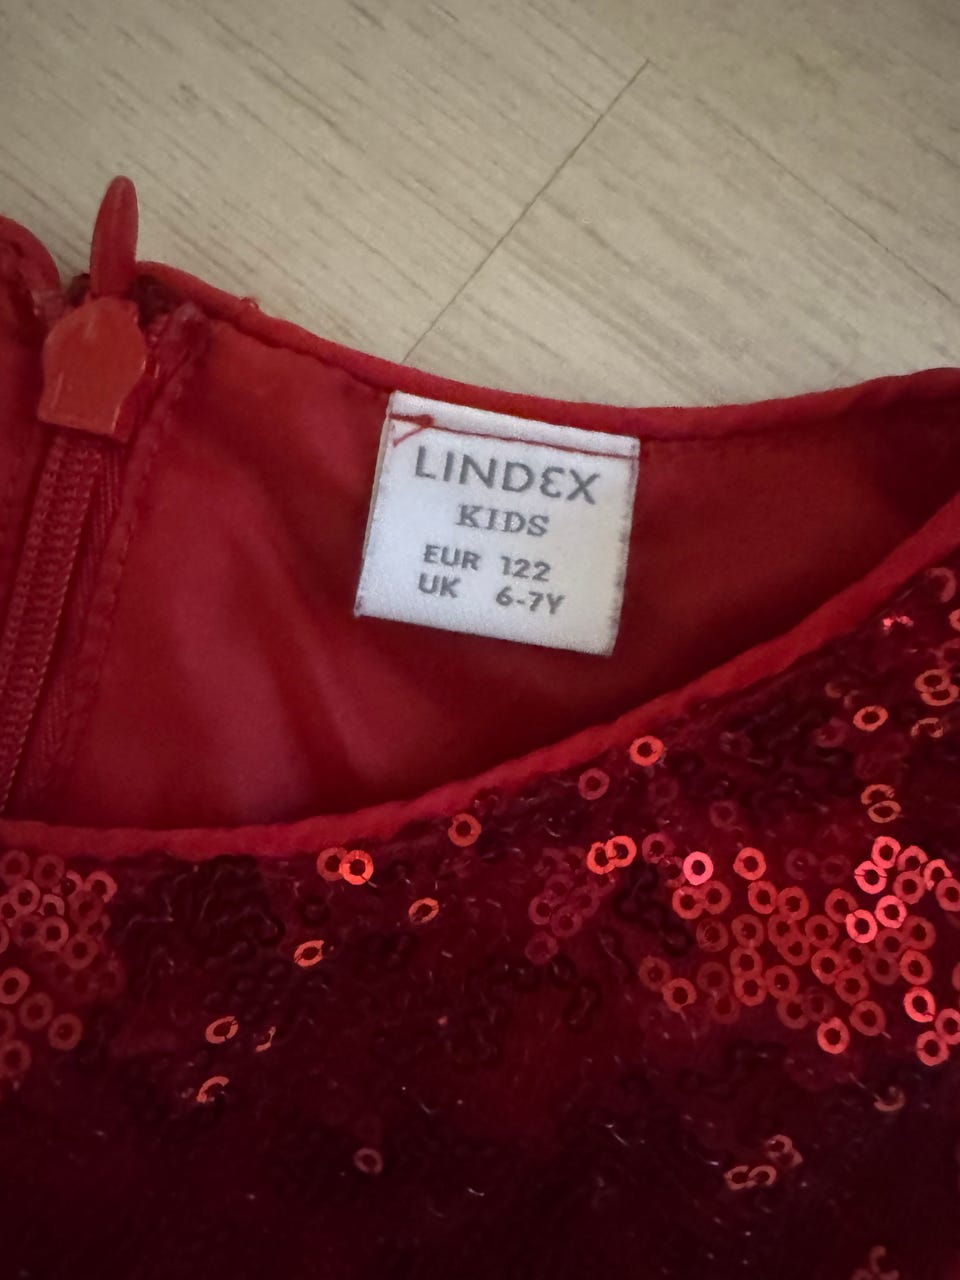 LINDEX
KIDS
EUR 122
UK 6-7Y